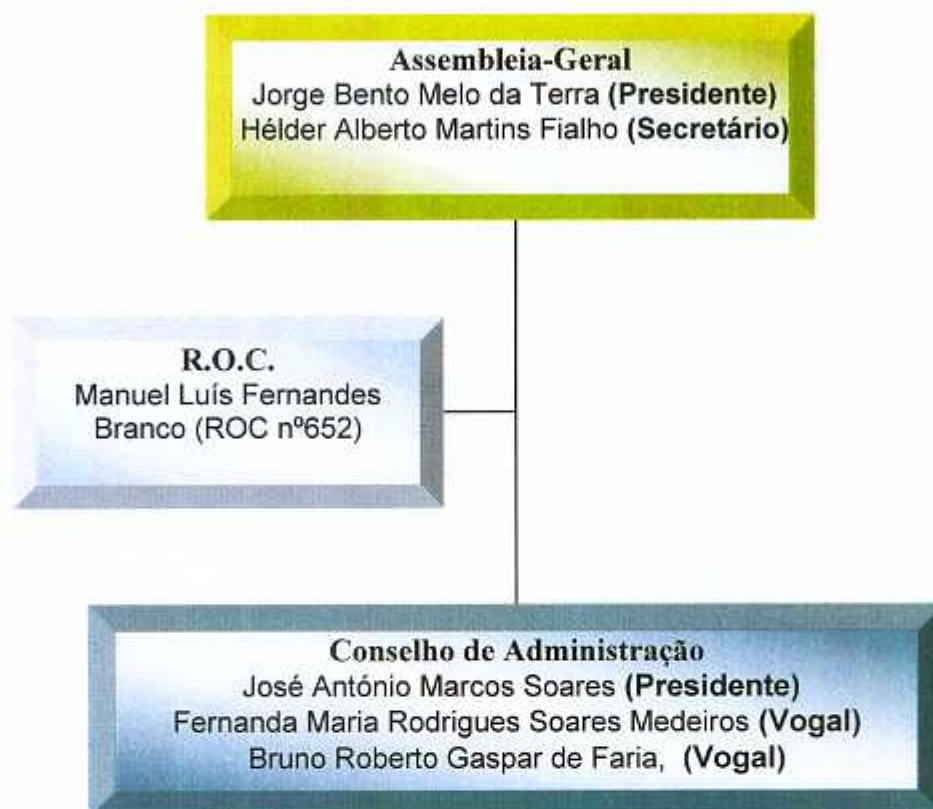 Assembleia-Geral
Jorge Bento Melo da Terra (Presidente)
Hélder Alberto Martins Fialho (Secretário)
R.O.C.
Manuel Luís Fernandes
Branco (ROC nº652)
Conselho de Administração
José António Marcos Soares (Presidente)
Fernanda Maria Rodrigues Soares Medeiros (Vogal)
Bruno Roberto Gaspar de Faria, (Vogal)